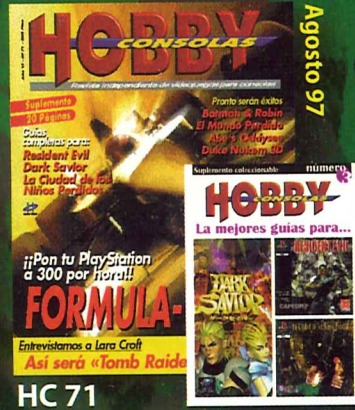 HOBBY
CONSOLAS
Revista independiente de videojuegos para consolas
Agosto 97
Suplemento
20 Páginas
Guías
completas para:
Resident Evil
Dark Savior
La Ciudad de los
Niños Perdidos
Pronto serán éxitos
Batman & Robin
El Mundo Perdido
Abe's Oddysee
Duke Nukem 3D
¡¡Pon tu PlayStation
a 300 por hora!!
FORMULA-
Entrevistamos a Lara Croft
Así será «Tomb Raide
HC 71
Suplemento coleccionable
número
HOBBY
CONSOLAS
La mejores guías para...
DARK
SAVIOR
RESIDENT EVIL
CAPCOM